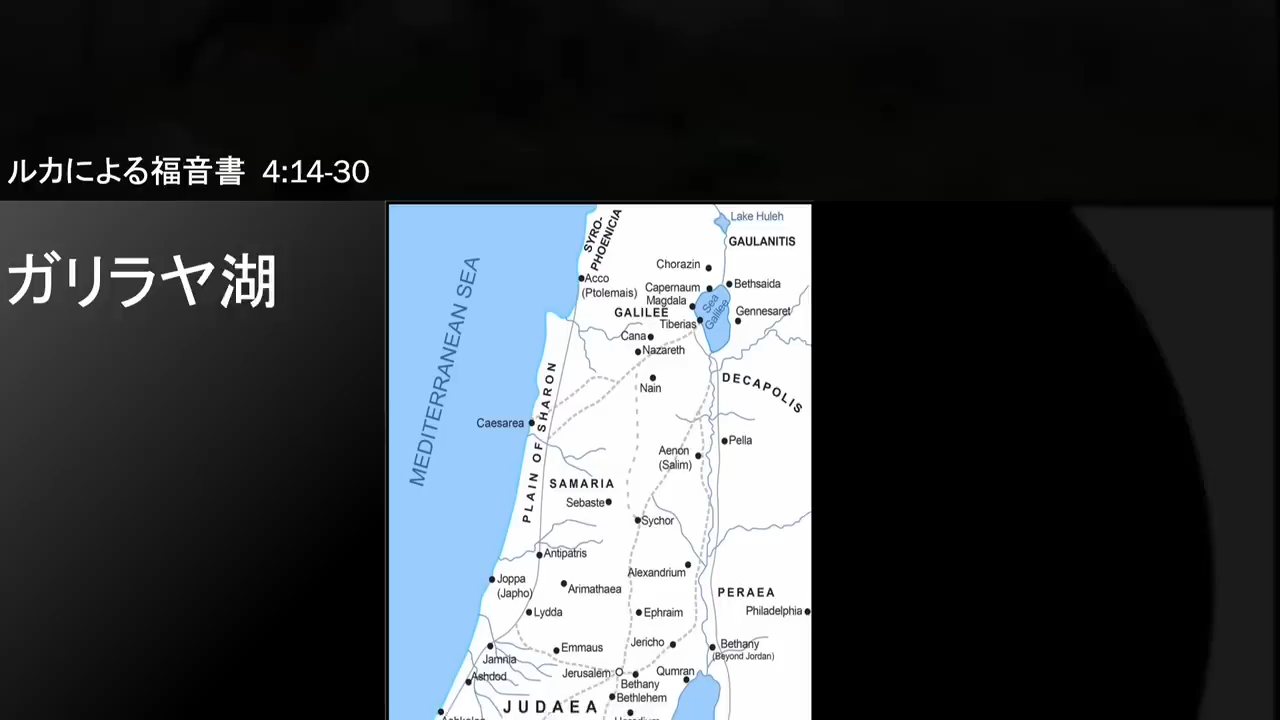 ルカによる福音書 4:14-30
ガリラヤ湖
SYRO-
PHOENICIA
Lake Huleh
GAULANITIS
MEDITERRANEAN SEA
Chorazin
Acco
(Ptolemais)
Capernaum
Bethsaida
Magdala
Sea
Galilee
GALILEE
Gennesaret
Tiberias
Cana
Nazareth
Nain
DECAPOLIS
PLAIN OF SHARON
Caesarea
Pella
Aenon
(Salim)
SAMARIA
Sebaste
Sychor
Antipatris
Alexandrium
Joppa
(Japho)
Arimathaea
PERAEA
Philadelphia
Lydda
Ephraim
Jericho
Bethany
(Beyond Jordan)
Emmaus
Jamnia
Jerusalem
Qumran
Ashdod
Bethany
Bethlehem
JUDAEA